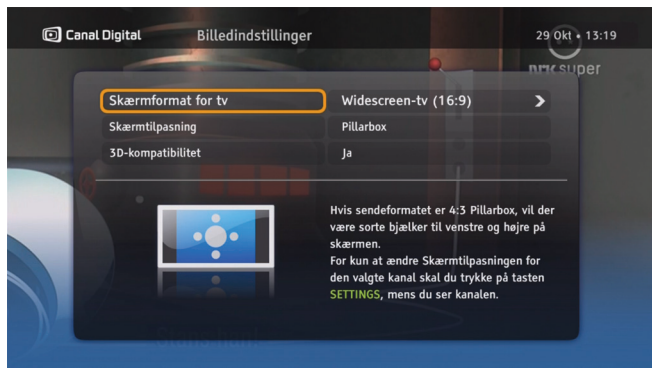 Canal Digital
Billedindstillinger
29 Okt • 13:19
nrk super
Skærmformat for tv
Widescreen-tv (16:9)
Skærmtilpasning
Pillarbox
3D-kompatibilitet
Ja
Hvis sendeformatet er 4:3 Pillarbox, vil der
være sorte bjælker til venstre og højre på
skærmen.
For kun at ændre Skærmtilpasningen for
den valgte kanal skal du trykke på tasten
SETTINGS, mens du ser kanalen.